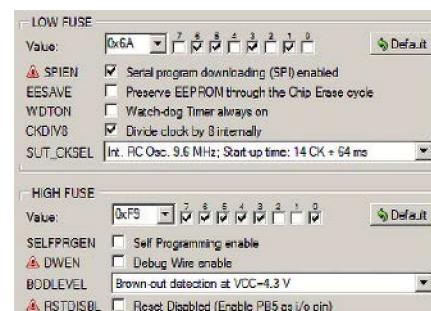 LOW FUSE
Value: 0x6A 7 6 5 4 3 2 1 0 Default
SPIEN Serial program downloading (SPI) enabled
EESAVE Preserve EEPROM through the Chip Erase cycle
WDTON Watch-dog Timer always on
CKDIV8 Divide clock by 8 internally
SUT_CKSEL Int. RC Osc. 9.6 MHz; Start-up time: 14 CK + 64 ms
HIGH FUSE
Value: 0xF9 7 6 5 4 3 2 1 0 Default
SELFPRGEN Self Programming enable
DWEN Debug Wire enable
BODLEVEL Brown-out detection at VCC=4.3 V
RSTDISBL Reset Disabled (Enable PB5 as i/o pin)